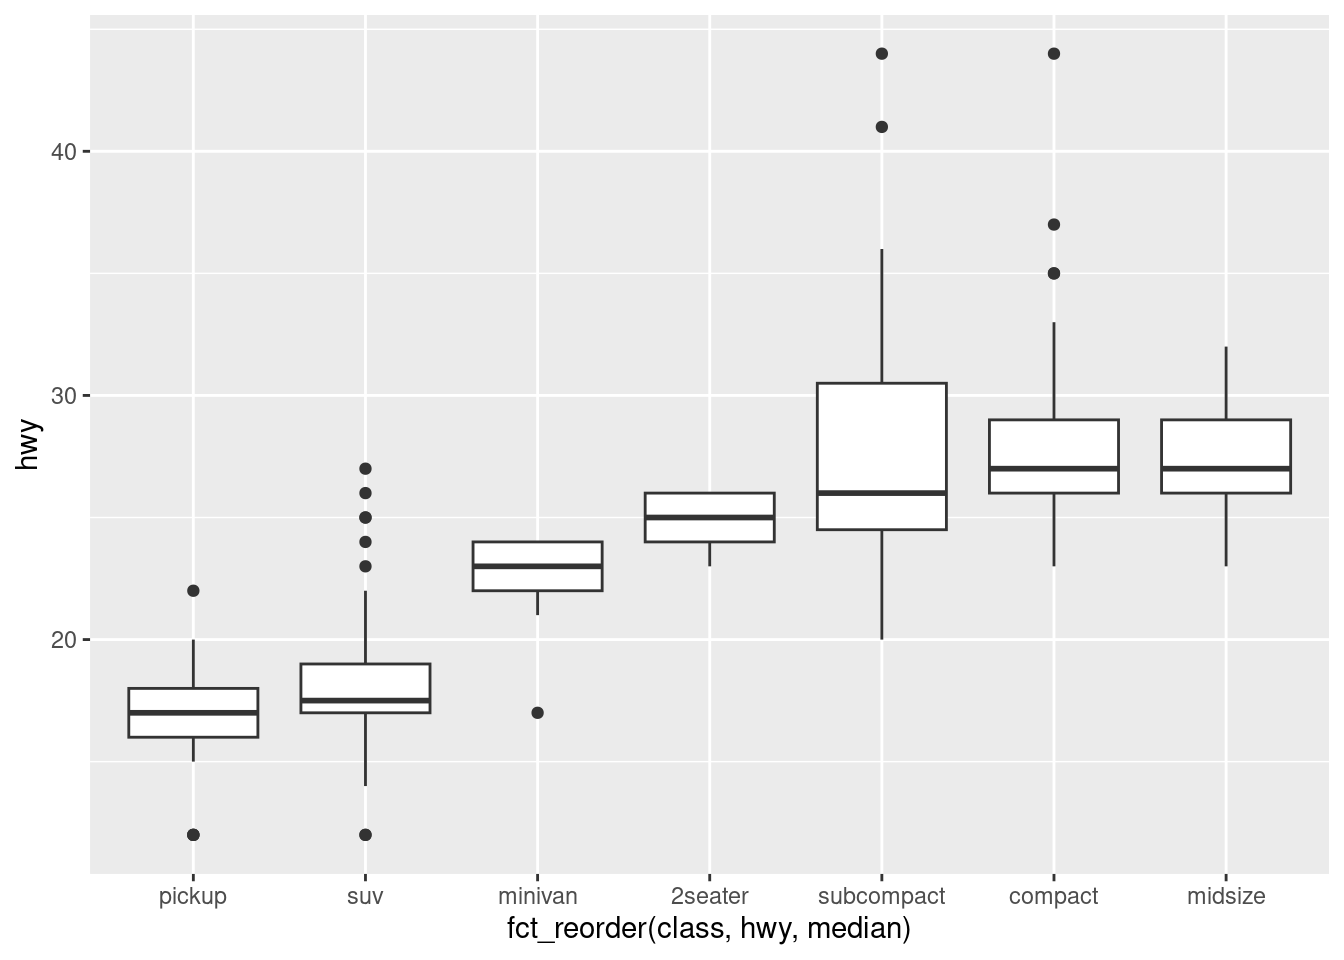 40
30
20
hwy
pickup suv minivan 2seater subcompact compact midsize
fct_reorder(class, hwy, median)